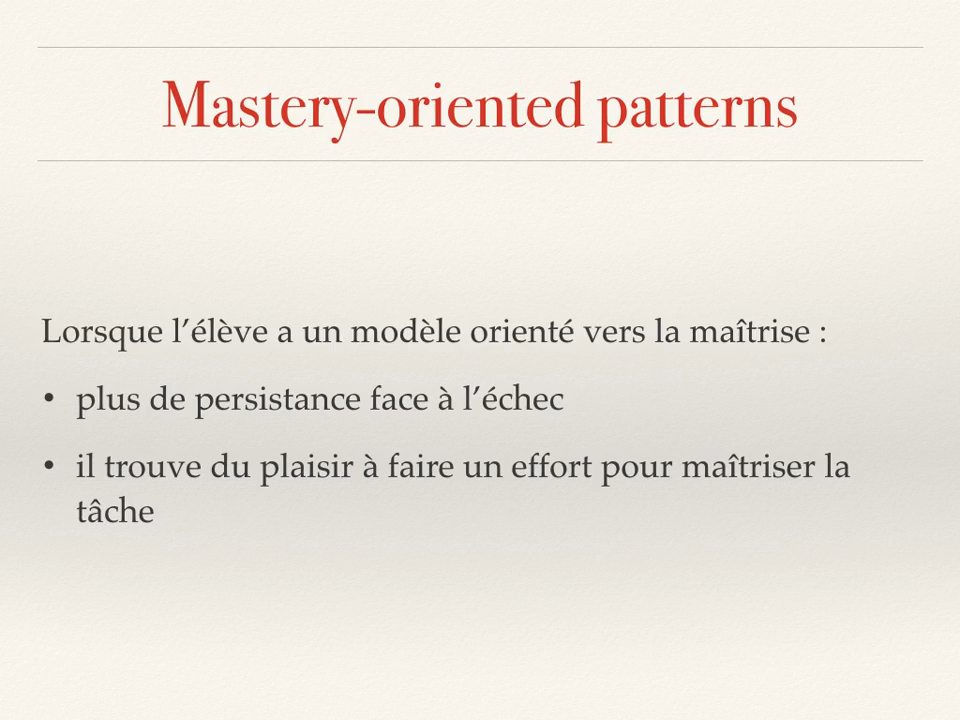 Mastery-oriented patterns
Lorsque l’élève a un modèle orienté vers la maîtrise :
• plus de persistance face à l’échec
• il trouve du plaisir à faire un effort pour maîtriser la
tâche